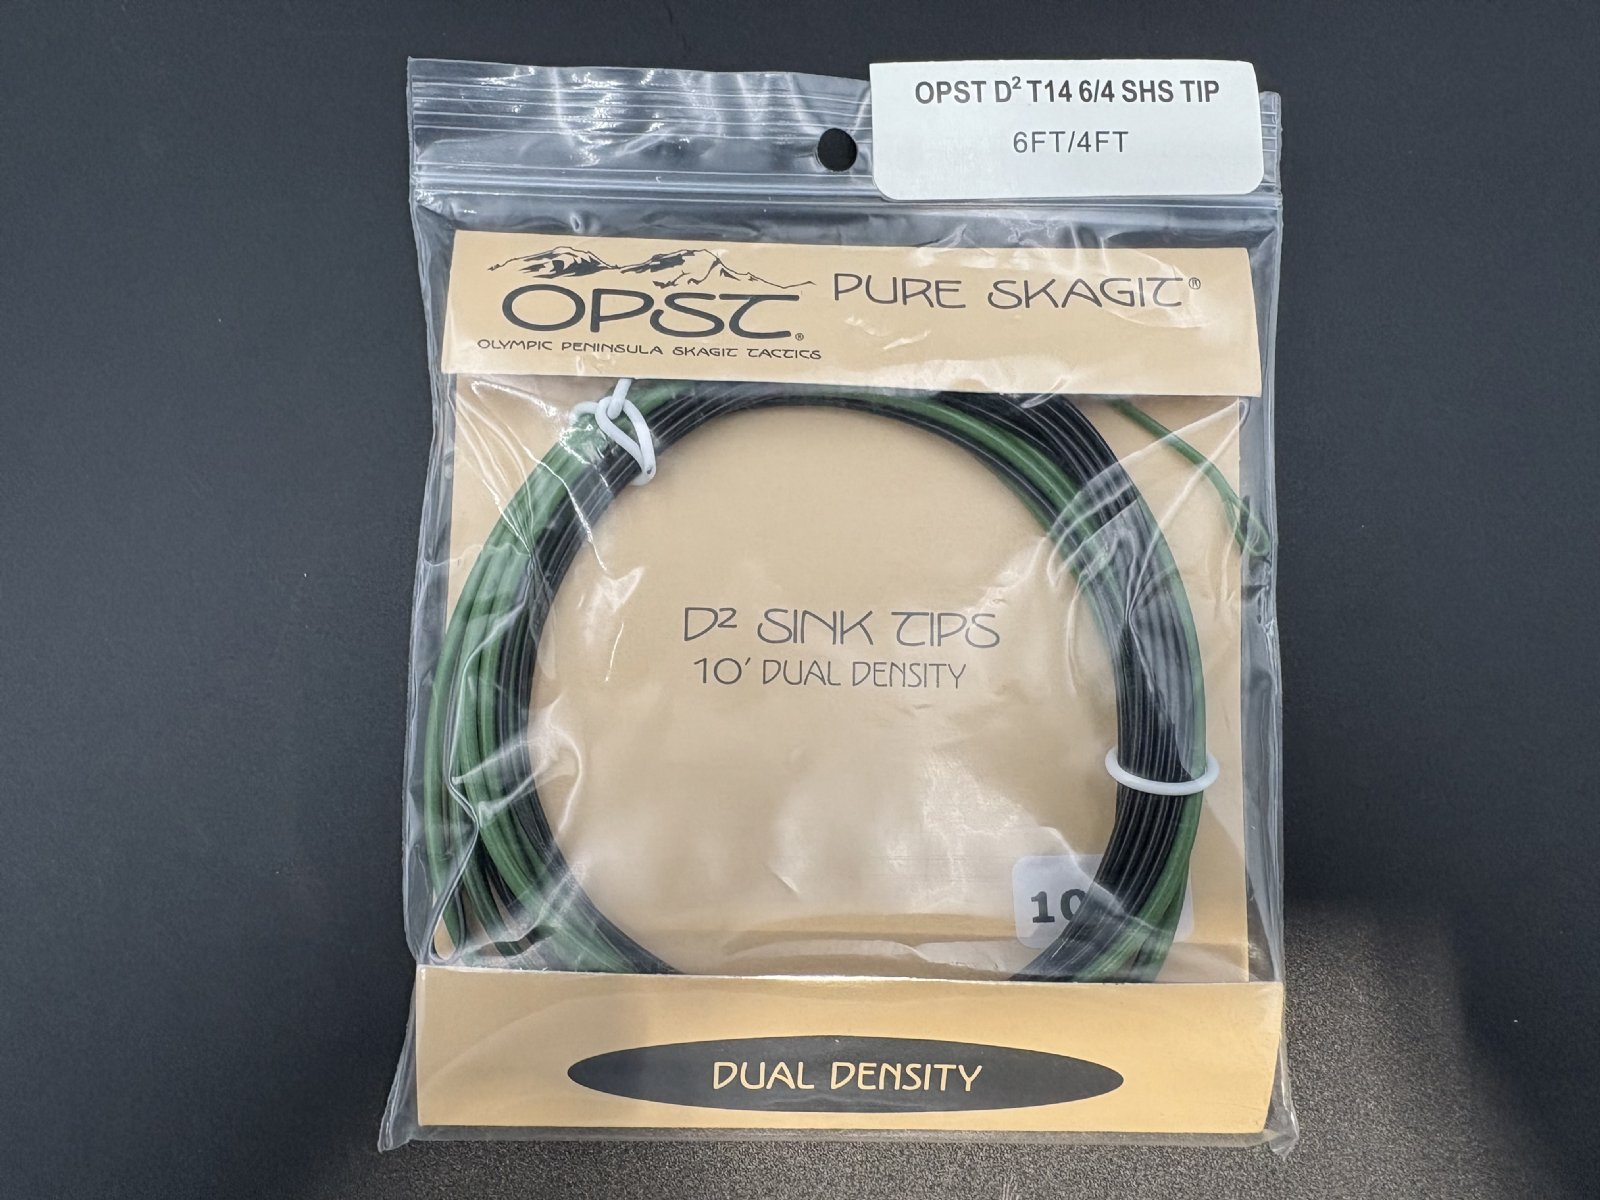 OPST D² T14 6/4 SHS TIP
6FT/4FT
OPST®
OLYMPIC PENINSULA SKAGIT TACTICS
PURE SKAGIT®
D² SINK TIPS
10' DUAL DENSITY
10
DUAL DENSITY